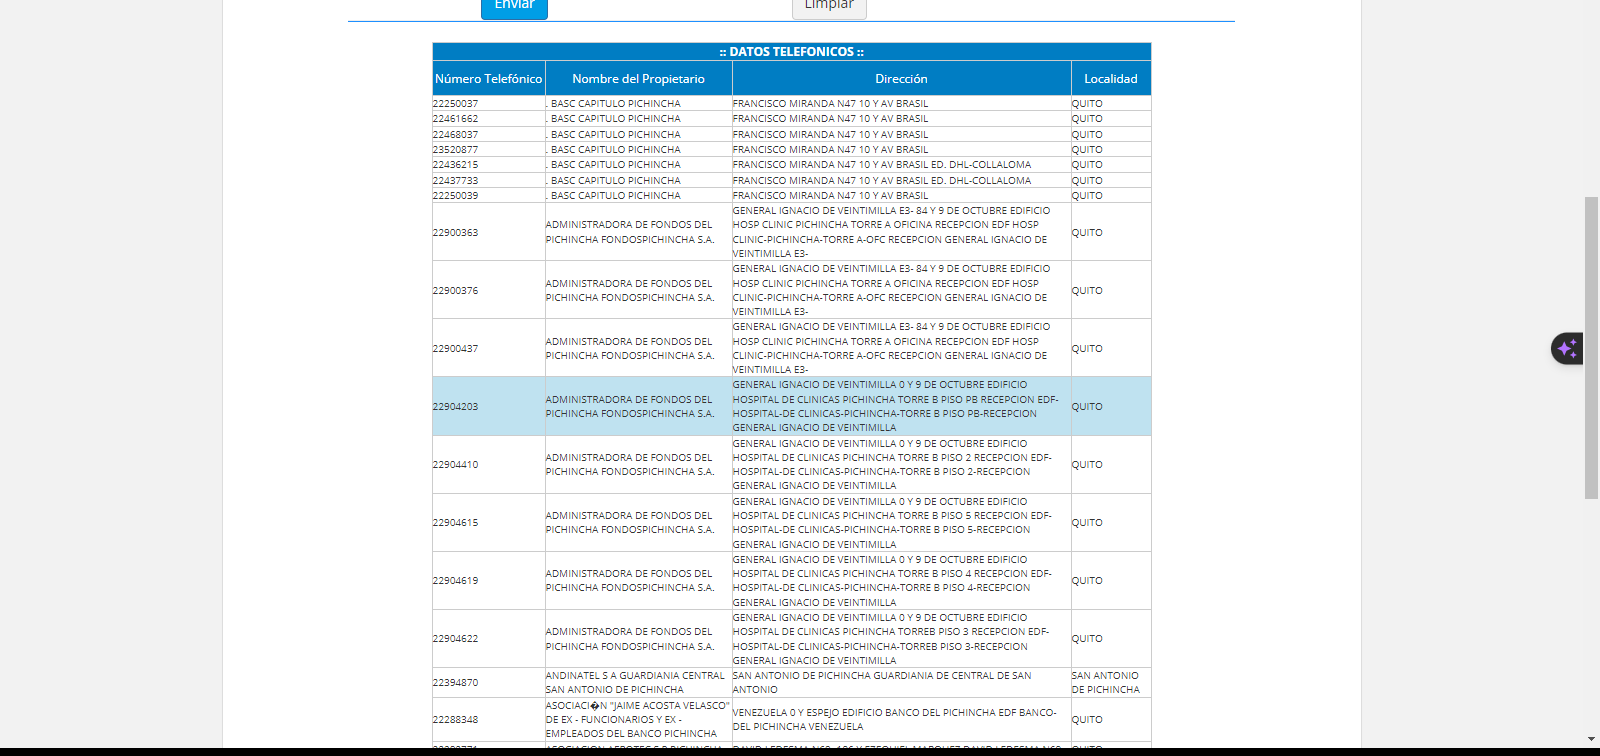 Enviar Limpiar
:: DATOS TELEFONICOS ::
Número Telefónico Nombre del Propietario Dirección Localidad
22250037 . BASC CAPITULO PICHINCHA FRANCISCO MIRANDA N47 10 Y AV BRASIL QUITO
22461662 . BASC CAPITULO PICHINCHA FRANCISCO MIRANDA N47 10 Y AV BRASIL QUITO
22468037 . BASC CAPITULO PICHINCHA FRANCISCO MIRANDA N47 10 Y AV BRASIL QUITO
23520877 . BASC CAPITULO PICHINCHA FRANCISCO MIRANDA N47 10 Y AV BRASIL QUITO
22436215 . BASC CAPITULO PICHINCHA FRANCISCO MIRANDA N47 10 Y AV BRASIL ED. DHL-COLLALOMA QUITO
22437733 . BASC CAPITULO PICHINCHA FRANCISCO MIRANDA N47 10 Y AV BRASIL ED. DHL-COLLALOMA QUITO
22250039 . BASC CAPITULO PICHINCHA FRANCISCO MIRANDA N47 10 Y AV BRASIL QUITO
22900363
ADMINISTRADORA DE FONDOS DEL
PICHINCHA FONDOSPICHINCHA S.A.
GENERAL IGNACIO DE VEINTIMILLA E3- 84 Y 9 DE OCTUBRE EDIFICIO
HOSP CLINIC PICHINCHA TORRE A OFICINA RECEPCION EDF HOSP
CLINIC-PICHINCHA-TORRE A-OFC RECEPCION GENERAL IGNACIO DE
VEINTIMILLA E3-
QUITO
22900376
ADMINISTRADORA DE FONDOS DEL
PICHINCHA FONDOSPICHINCHA S.A.
GENERAL IGNACIO DE VEINTIMILLA E3- 84 Y 9 DE OCTUBRE EDIFICIO
HOSP CLINIC PICHINCHA TORRE A OFICINA RECEPCION EDF HOSP
CLINIC-PICHINCHA-TORRE A-OFC RECEPCION GENERAL IGNACIO DE
VEINTIMILLA E3-
QUITO
22900437
ADMINISTRADORA DE FONDOS DEL
PICHINCHA FONDOSPICHINCHA S.A.
GENERAL IGNACIO DE VEINTIMILLA E3- 84 Y 9 DE OCTUBRE EDIFICIO
HOSP CLINIC PICHINCHA TORRE A OFICINA RECEPCION EDF HOSP
CLINIC-PICHINCHA-TORRE A-OFC RECEPCION GENERAL IGNACIO DE
VEINTIMILLA E3-
QUITO
22904203
ADMINISTRADORA DE FONDOS DEL
PICHINCHA FONDOSPICHINCHA S.A.
GENERAL IGNACIO DE VEINTIMILLA 0 Y 9 DE OCTUBRE EDIFICIO
HOSPITAL DE CLINICAS PICHINCHA TORRE B PISO PB RECEPCION EDF-
HOSPITAL-DE CLINICAS-PICHINCHA-TORRE B PISO PB-RECEPCION
GENERAL IGNACIO DE VEINTIMILLA
QUITO
22904410
ADMINISTRADORA DE FONDOS DEL
PICHINCHA FONDOSPICHINCHA S.A.
GENERAL IGNACIO DE VEINTIMILLA 0 Y 9 DE OCTUBRE EDIFICIO
HOSPITAL DE CLINICAS PICHINCHA TORRE B PISO 2 RECEPCION EDF-
HOSPITAL-DE CLINICAS-PICHINCHA-TORRE B PISO 2-RECEPCION
GENERAL IGNACIO DE VEINTIMILLA
QUITO
22904615
ADMINISTRADORA DE FONDOS DEL
PICHINCHA FONDOSPICHINCHA S.A.
GENERAL IGNACIO DE VEINTIMILLA 0 Y 9 DE OCTUBRE EDIFICIO
HOSPITAL DE CLINICAS PICHINCHA TORRE B PISO 5 RECEPCION EDF-
HOSPITAL-DE CLINICAS-PICHINCHA-TORRE B PISO 5-RECEPCION
GENERAL IGNACIO DE VEINTIMILLA
QUITO
22904619
ADMINISTRADORA DE FONDOS DEL
PICHINCHA FONDOSPICHINCHA S.A.
GENERAL IGNACIO DE VEINTIMILLA 0 Y 9 DE OCTUBRE EDIFICIO
HOSPITAL DE CLINICAS PICHINCHA TORRE B PISO 4 RECEPCION EDF-
HOSPITAL-DE CLINICAS-PICHINCHA-TORRE B PISO 4-RECEPCION
GENERAL IGNACIO DE VEINTIMILLA
QUITO
22904622
ADMINISTRADORA DE FONDOS DEL
PICHINCHA FONDOSPICHINCHA S.A.
GENERAL IGNACIO DE VEINTIMILLA 0 Y 9 DE OCTUBRE EDIFICIO
HOSPITAL DE CLINICAS PICHINCHA TORREB PISO 3 RECEPCION EDF-
HOSPITAL-DE CLINICAS-PICHINCHA-TORREB PISO 3-RECEPCION
GENERAL IGNACIO DE VEINTIMILLA
QUITO
22394870
ANDINATEL S A GUARDIANIA CENTRAL
SAN ANTONIO DE PICHINCHA
SAN ANTONIO DE PICHINCHA GUARDIANIA DE CENTRAL DE SAN
ANTONIO
SAN ANTONIO
DE PICHINCHA
22288348
ASOCIACI�N "JAIME ACOSTA VELASCO"
DE EX - FUNCIONARIOS Y EX -
EMPLEADOS DEL BANCO PICHINCHA
VENEZUELA 0 Y ESPEJO EDIFICIO BANCO DEL PICHINCHA EDF BANCO-
DEL PICHINCHA VENEZUELA
QUITO